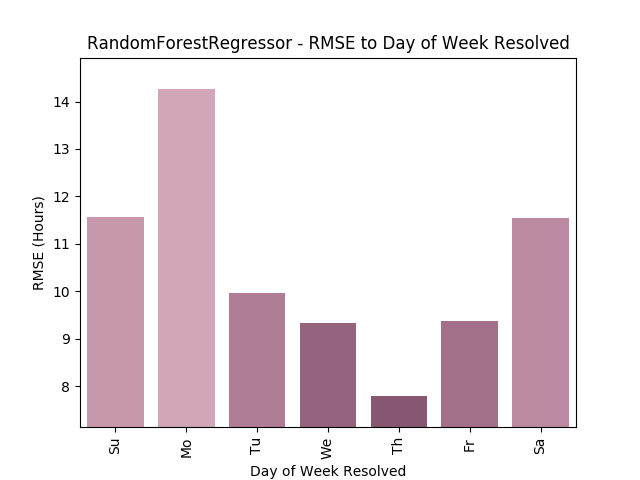 RandomForestRegressor - RMSE to Day of Week Resolved
14
13
12
11
10
9
8
RMSE (Hours)
Su
Mo
Tu
We
Th
Fr
Sa
Day of Week Resolved